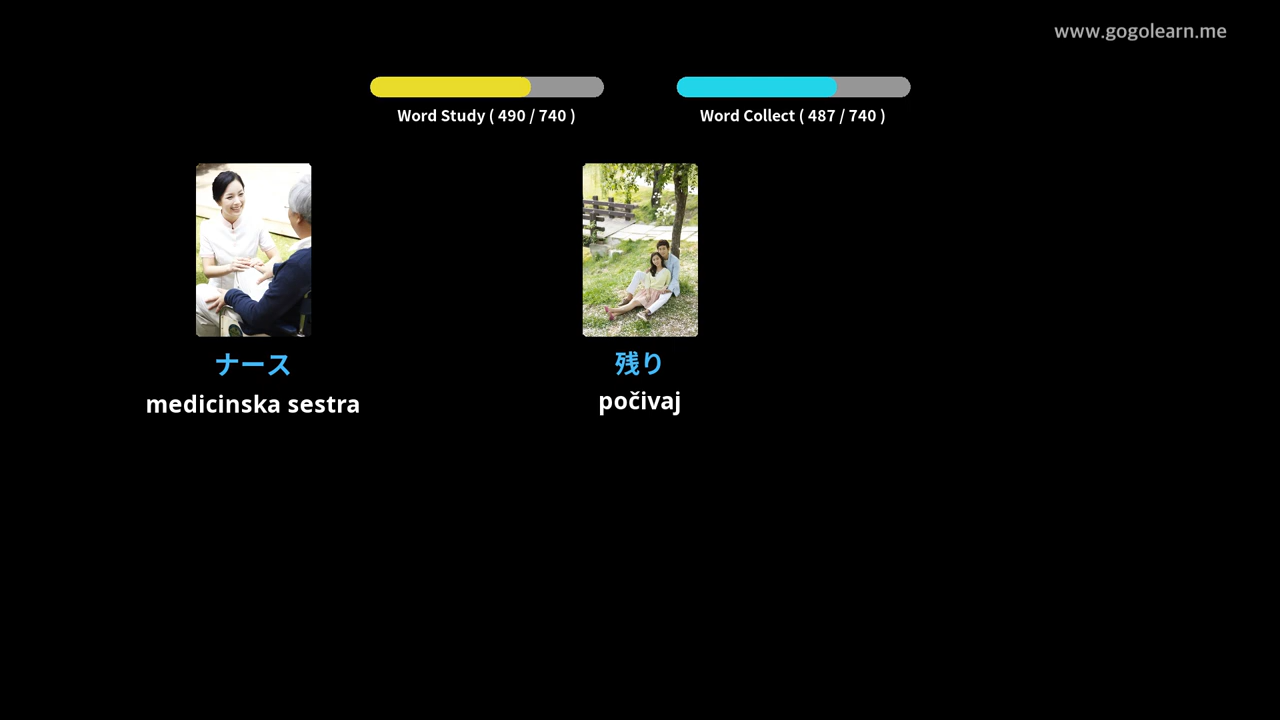 www.gogolearn.me
Word Study ( 490 / 740 )
Word Collect ( 487 / 740 )
ナース
medicinska sestra
残り
počivaj